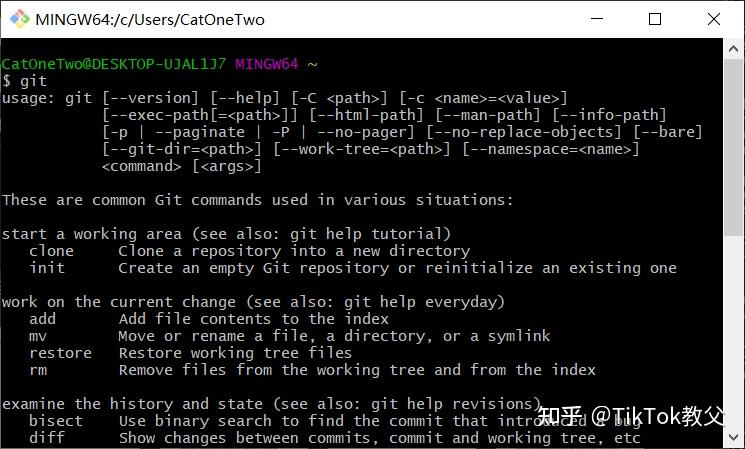 MINGW64:/c/Users/CatOneTwo
CatOneTwo@DESKTOP-UJAL1J7 MINGW64 ~
$ git
usage: git [--version] [--help] [-C <path>] [-c <name>=<value>]
[--exec-path[=<path>]] [--html-path] [--man-path] [--info-path]
[-p | --paginate | -P | --no-pager] [--no-replace-objects] [--bare]
[--git-dir=<path>] [--work-tree=<path>] [--namespace=<name>]
<command> [<args>]
These are common Git commands used in various situations:
start a working area (see also: git help tutorial)
clone Clone a repository into a new directory
init Create an empty Git repository or reinitialize an existing one
work on the current change (see also: git help everyday)
add Add file contents to the index
mv Move or rename a file, a directory, or a symlink
restore Restore working tree files
rm Remove files from the working tree and from the index
examine the history and state (see also: git help revisions)
bisect Use binary search to find the commit that introduced a bug
diff Show changes between commits, commit and working tree, etc
知乎 @TikTok教父